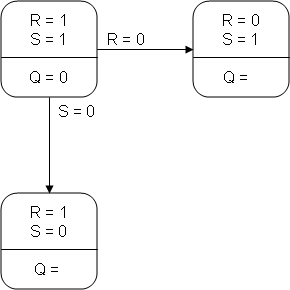 R = 1
S = 1
Q = 0
R = 0
R = 0
S = 1
Q =
S = 0
R = 1
S = 0
Q =